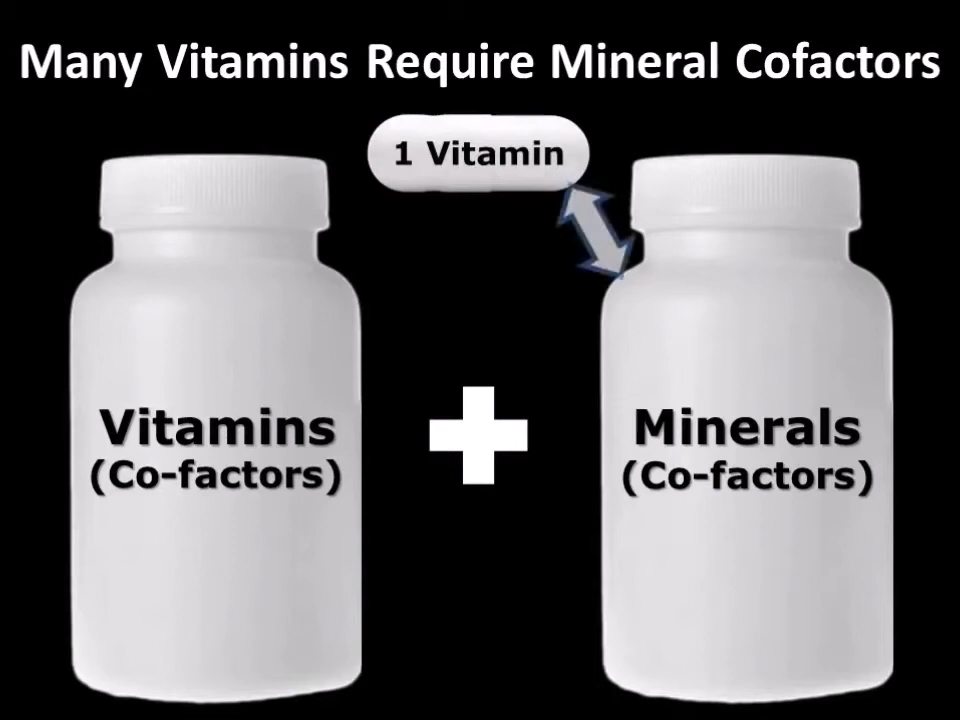 Many Vitamins Require Mineral Cofactors
1 Vitamin
Vitamins
(Co-factors)
Minerals
(Co-factors)